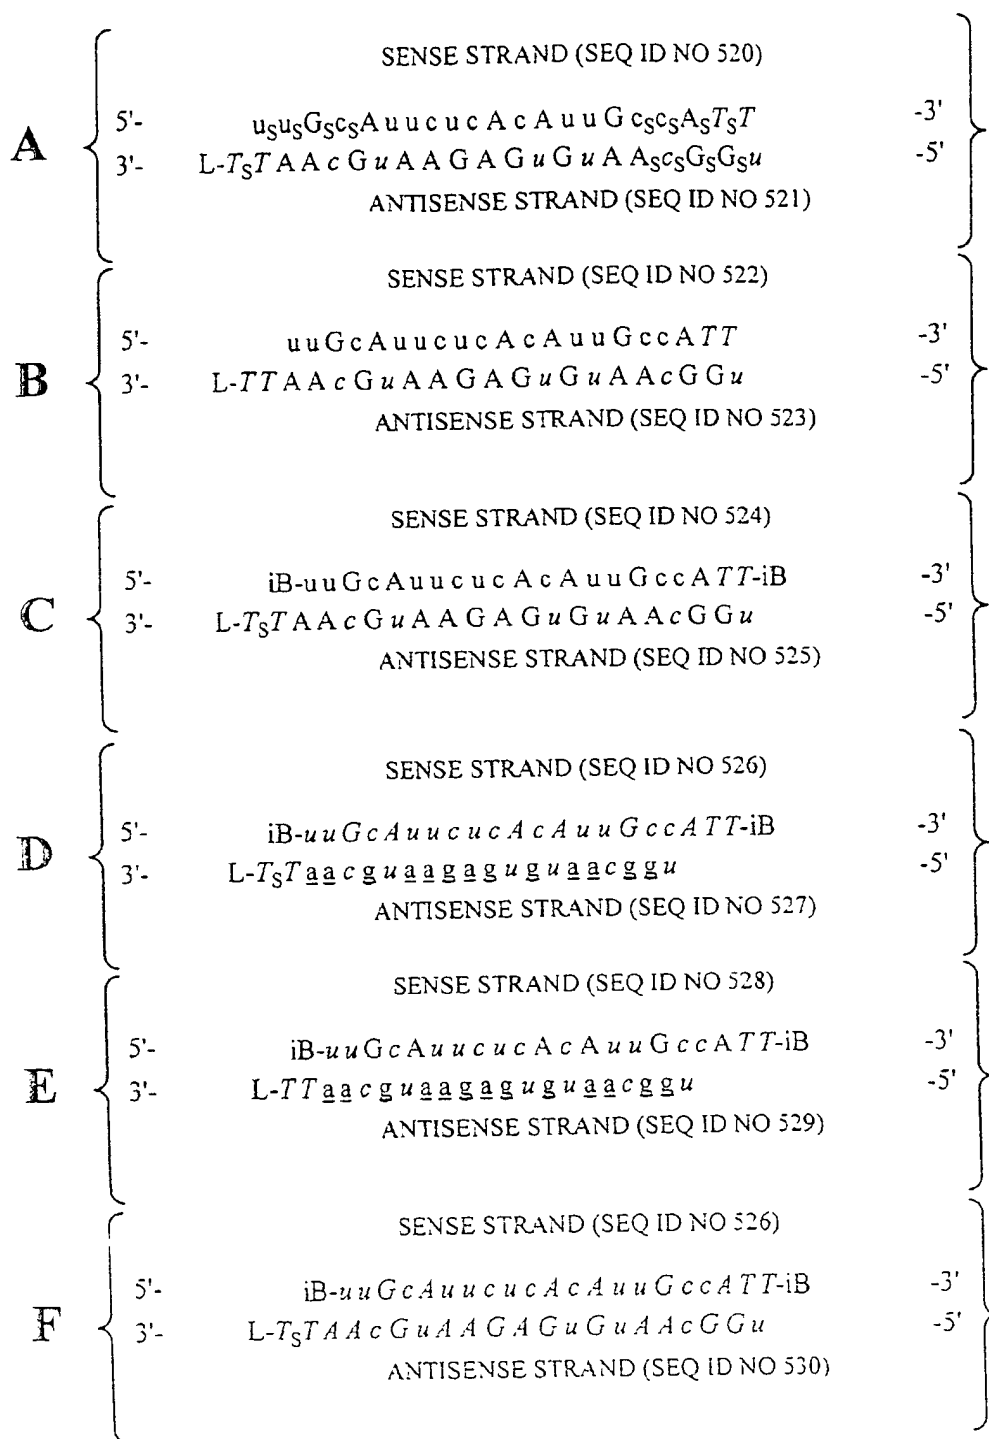 SENSE STRAND (SEQ ID NO 520)
A
5'- usусGscsAuucucAcAuuGcscsAsTsT -3'
3'- L-TsTAAcGuAAGAGuGuAAscsGsGsu -5'
ANTISENSE STRAND (SEQ ID NO 521)
SENSE STRAND (SEQ ID NO 522)
B
5'- uuGcAuucucAcAuuGccATT -3'
3'- L-TTAAcGuAAGAGuGuAAcGGu -5'
ANTISENSE STRAND (SEQ ID NO 523)
SENSE STRAND (SEQ ID NO 524)
C
5'- iB-uuGcAuucucAcAuuGccATT-iB -3'
3'- L-TsTAAcGuAAGAGuGuAAcGGu -5'
ANTISENSE STRAND (SEQ ID NO 525)
SENSE STRAND (SEQ ID NO 526)
D
5'- iB-uuGcAuucucAcAuuGccATT-iB -3'
3'- L-TsTaacguaagaguguaacggu -5'
ANTISENSE STRAND (SEQ ID NO 527)
SENSE STRAND (SEQ ID NO 528)
E
5'- iB-uuGcAuucucAcAuuGccATT-iB -3'
3'- L-TTaacguaagaguguaacggu -5'
ANTISENSE STRAND (SEQ ID NO 529)
SENSE STRAND (SEQ ID NO 526)
F
5'- iB-uuGcAuucucAcAuuGccATT-iB -3'
3'- L-TsTAAcGuAAGAGuGuAAcGGu -5'
ANTISENSE STRAND (SEQ ID NO 530)